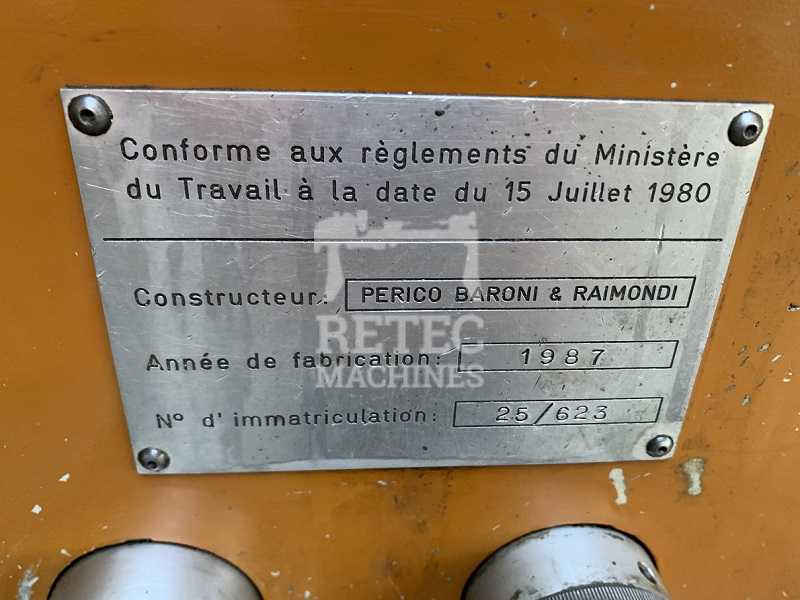 Conforme aux règlements du Ministère
du Travail à la date du 15 Juillet 1980
Constructeur: PERICO BARONI & RAIMONDI
RETEC
Année de fabrication: 1987
MACHINES
N° d'immatriculation: 25/623